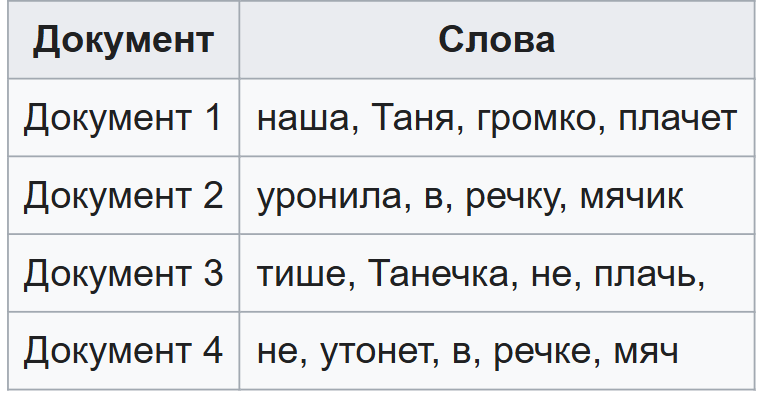 Документ Слова
Документ 1 наша, Таня, громко, плачет
Документ 2 уронила, в, речку, мячик
Документ 3 тише, Танечка, не, плачь,
Документ 4 не, утонет, в, речке, мяч